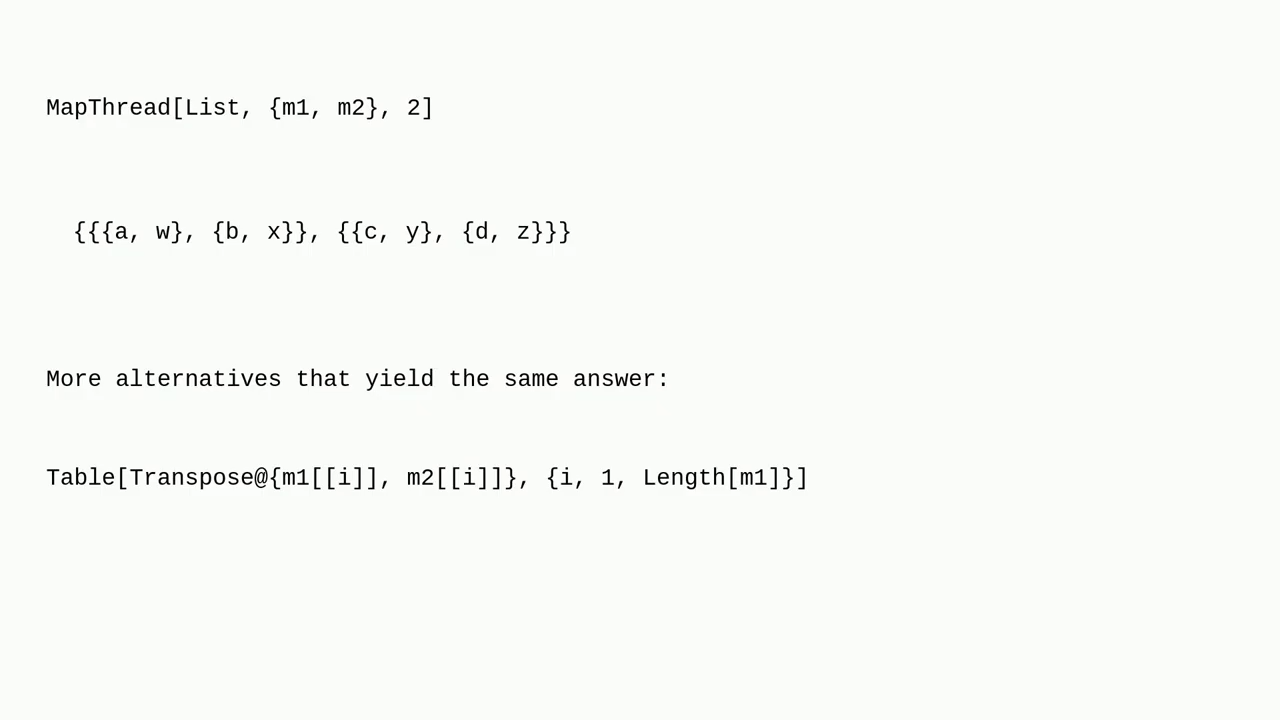 MapThread[List, {m1, m2}, 2]
{{{a, w}, {b, x}}, {{c, y}, {d, z}}}
More alternatives that yield the same answer:
Table[Transpose@{m1[[i]], m2[[i]]}, {i, 1, Length[m1]}]